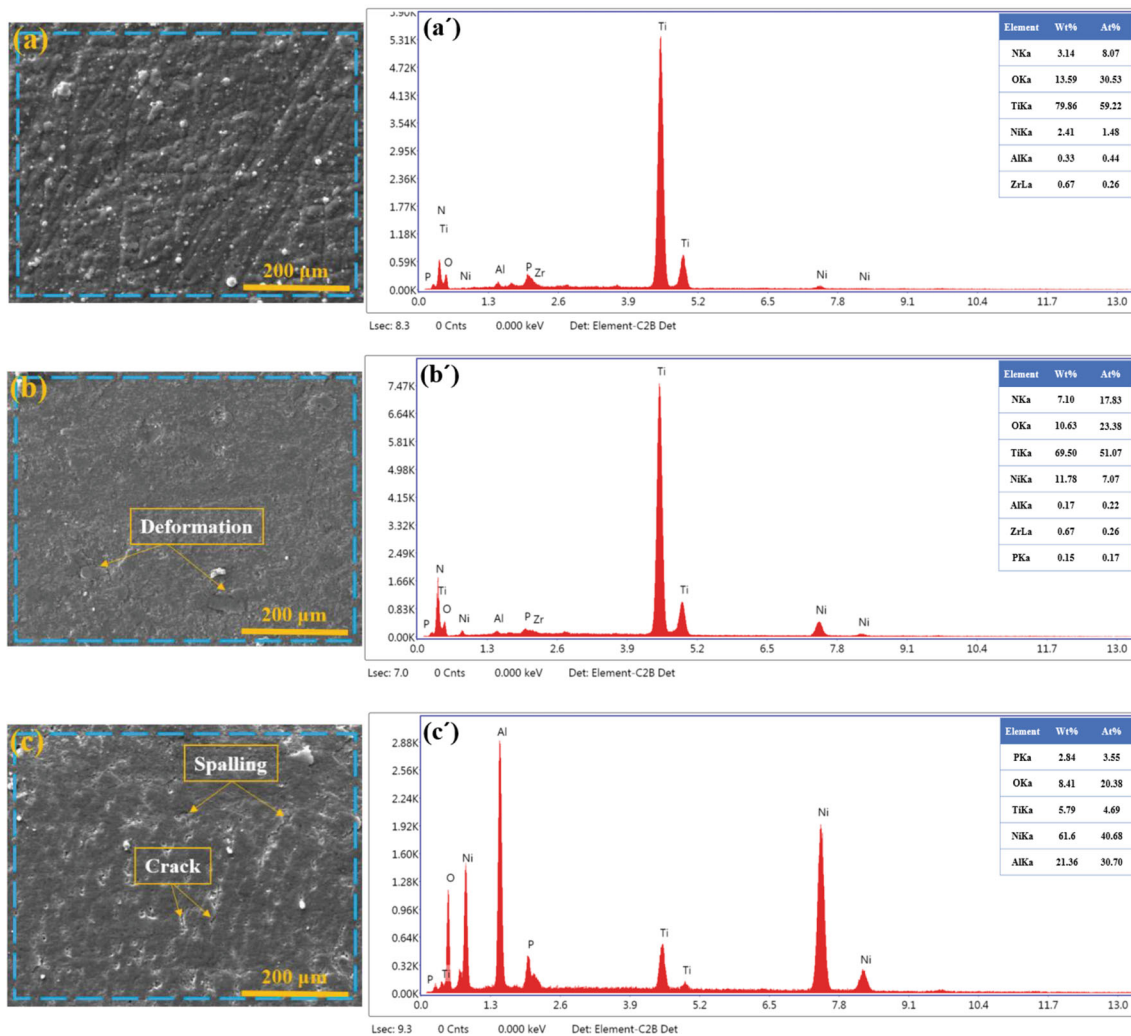 (a)
200 µm
(a´)
5.90K
5.31K
4.72K
4.13K
3.54K
2.95K
2.36K
1.77K
1.18K
0.59K
0.00K
Ti
N
Ti
P
O
Ni
Al
P
Zr
Ti
Ni
Ni
0.0 1.3 2.6 3.9 5.2 6.5 7.8 9.1 10.4 11.7 13.0
Lsec: 8.3 0 Cnts 0.000 keV Det: Element-C2B Det
Element Wt% At%
NKa 3.14 8.07
OKa 13.59 30.53
TiKa 79.86 59.22
NiKa 2.41 1.48
AlKa 0.33 0.44
ZrLa 0.67 0.26
(b)
Deformation
200 µm
(b´)
7.47K
6.64K
5.81K
4.98K
4.15K
3.32K
2.49K
1.66K
0.83K
0.00K
Ti
N
Ti
P
O
Ni
Al
P
Zr
Ti
Ni
Ni
0.0 1.3 2.6 3.9 5.2 6.5 7.8 9.1 10.4 11.7 13.0
Lsec: 7.0 0 Cnts 0.000 keV Det: Element-C2B Det
Element Wt% At%
NKa 7.10 17.83
OKa 10.63 23.38
TiKa 69.50 51.07
NiKa 11.78 7.07
AlKa 0.17 0.22
ZrLa 0.67 0.26
PKa 0.15 0.17
(c)
Spalling
Crack
200 µm
(c´)
2.88K
2.56K
2.24K
1.92K
1.60K
1.28K
0.96K
0.64K
0.32K
0.00K
Al
Ni
O
Ni
P
Ti
P
Ti
Ti
Ni
0.0 1.3 2.6 3.9 5.2 6.5 7.8 9.1 10.4 11.7 13.0
Lsec: 9.3 0 Cnts 0.000 keV Det: Element-C2B Det
Element Wt% At%
PKa 2.84 3.55
OKa 8.41 20.38
TiKa 5.79 4.69
NiKa 61.6 40.68
AlKa 21.36 30.70